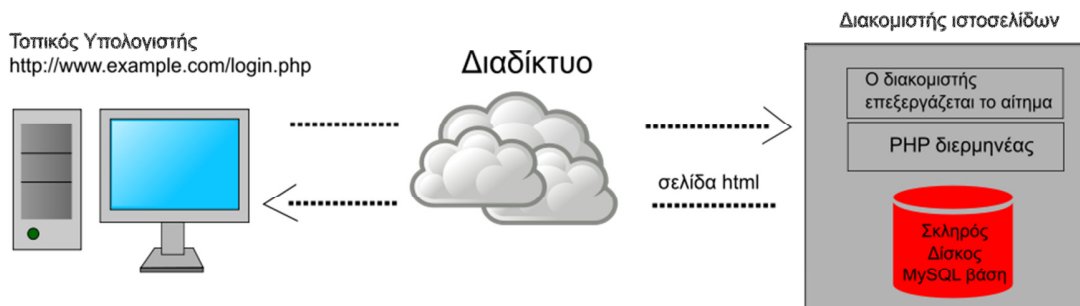 Τοπικός Υπολογιστής
http://www.example.com/login.php
Διαδίκτυο
σελίδα html
Διακομιστής ιστοσελίδων
Ο διακομιστής
επεξεργάζεται το αίτημα
PHP διερμηνέας
Σκληρός
Δίσκος
MySQL βάση